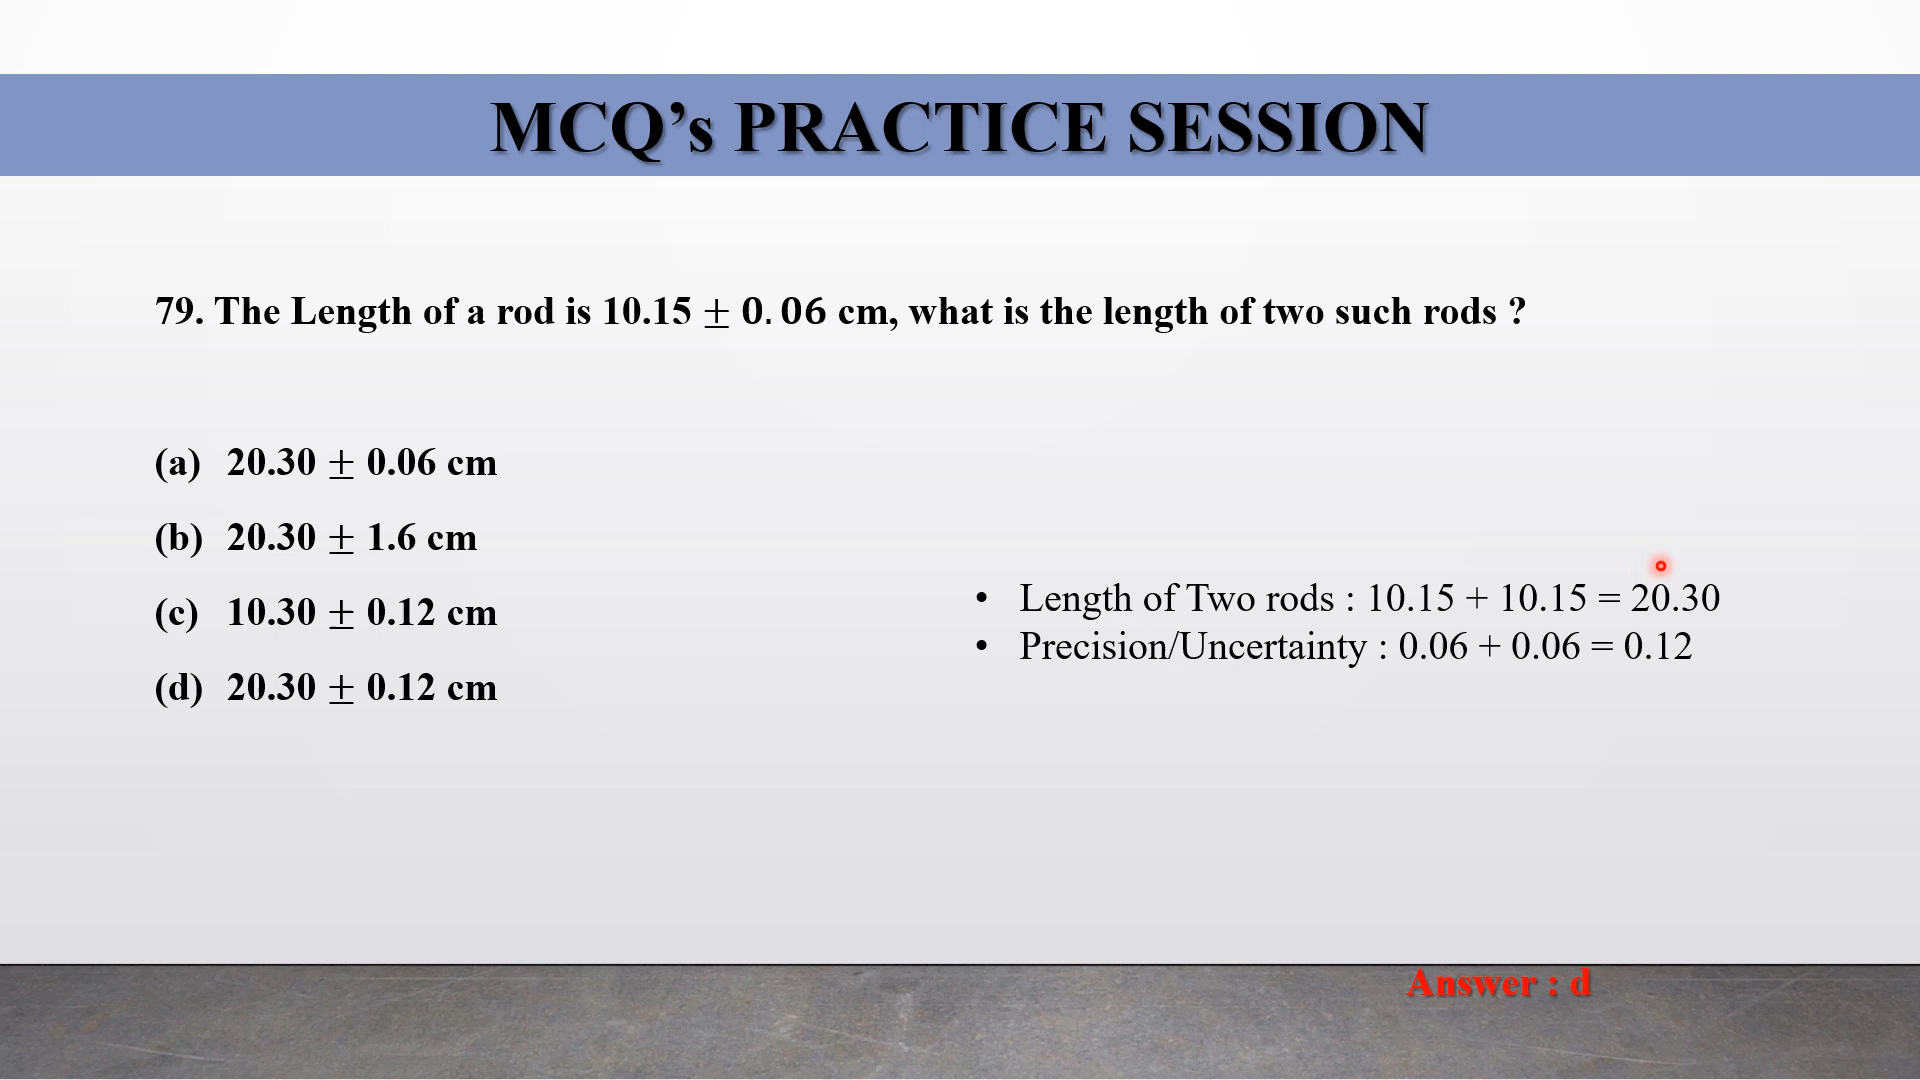 MCQ’s PRACTICE SESSION
79. The Length of a rod is 10.15 ± 0.06 cm, what is the length of two such rods ?
(a) 20.30 ± 0.06 cm
(b) 20.30 ± 1.6 cm
(c) 10.30 ± 0.12 cm
(d) 20.30 ± 0.12 cm
• Length of Two rods : 10.15 + 10.15 = 20.30
• Precision/Uncertainty : 0.06 + 0.06 = 0.12
Answer : d